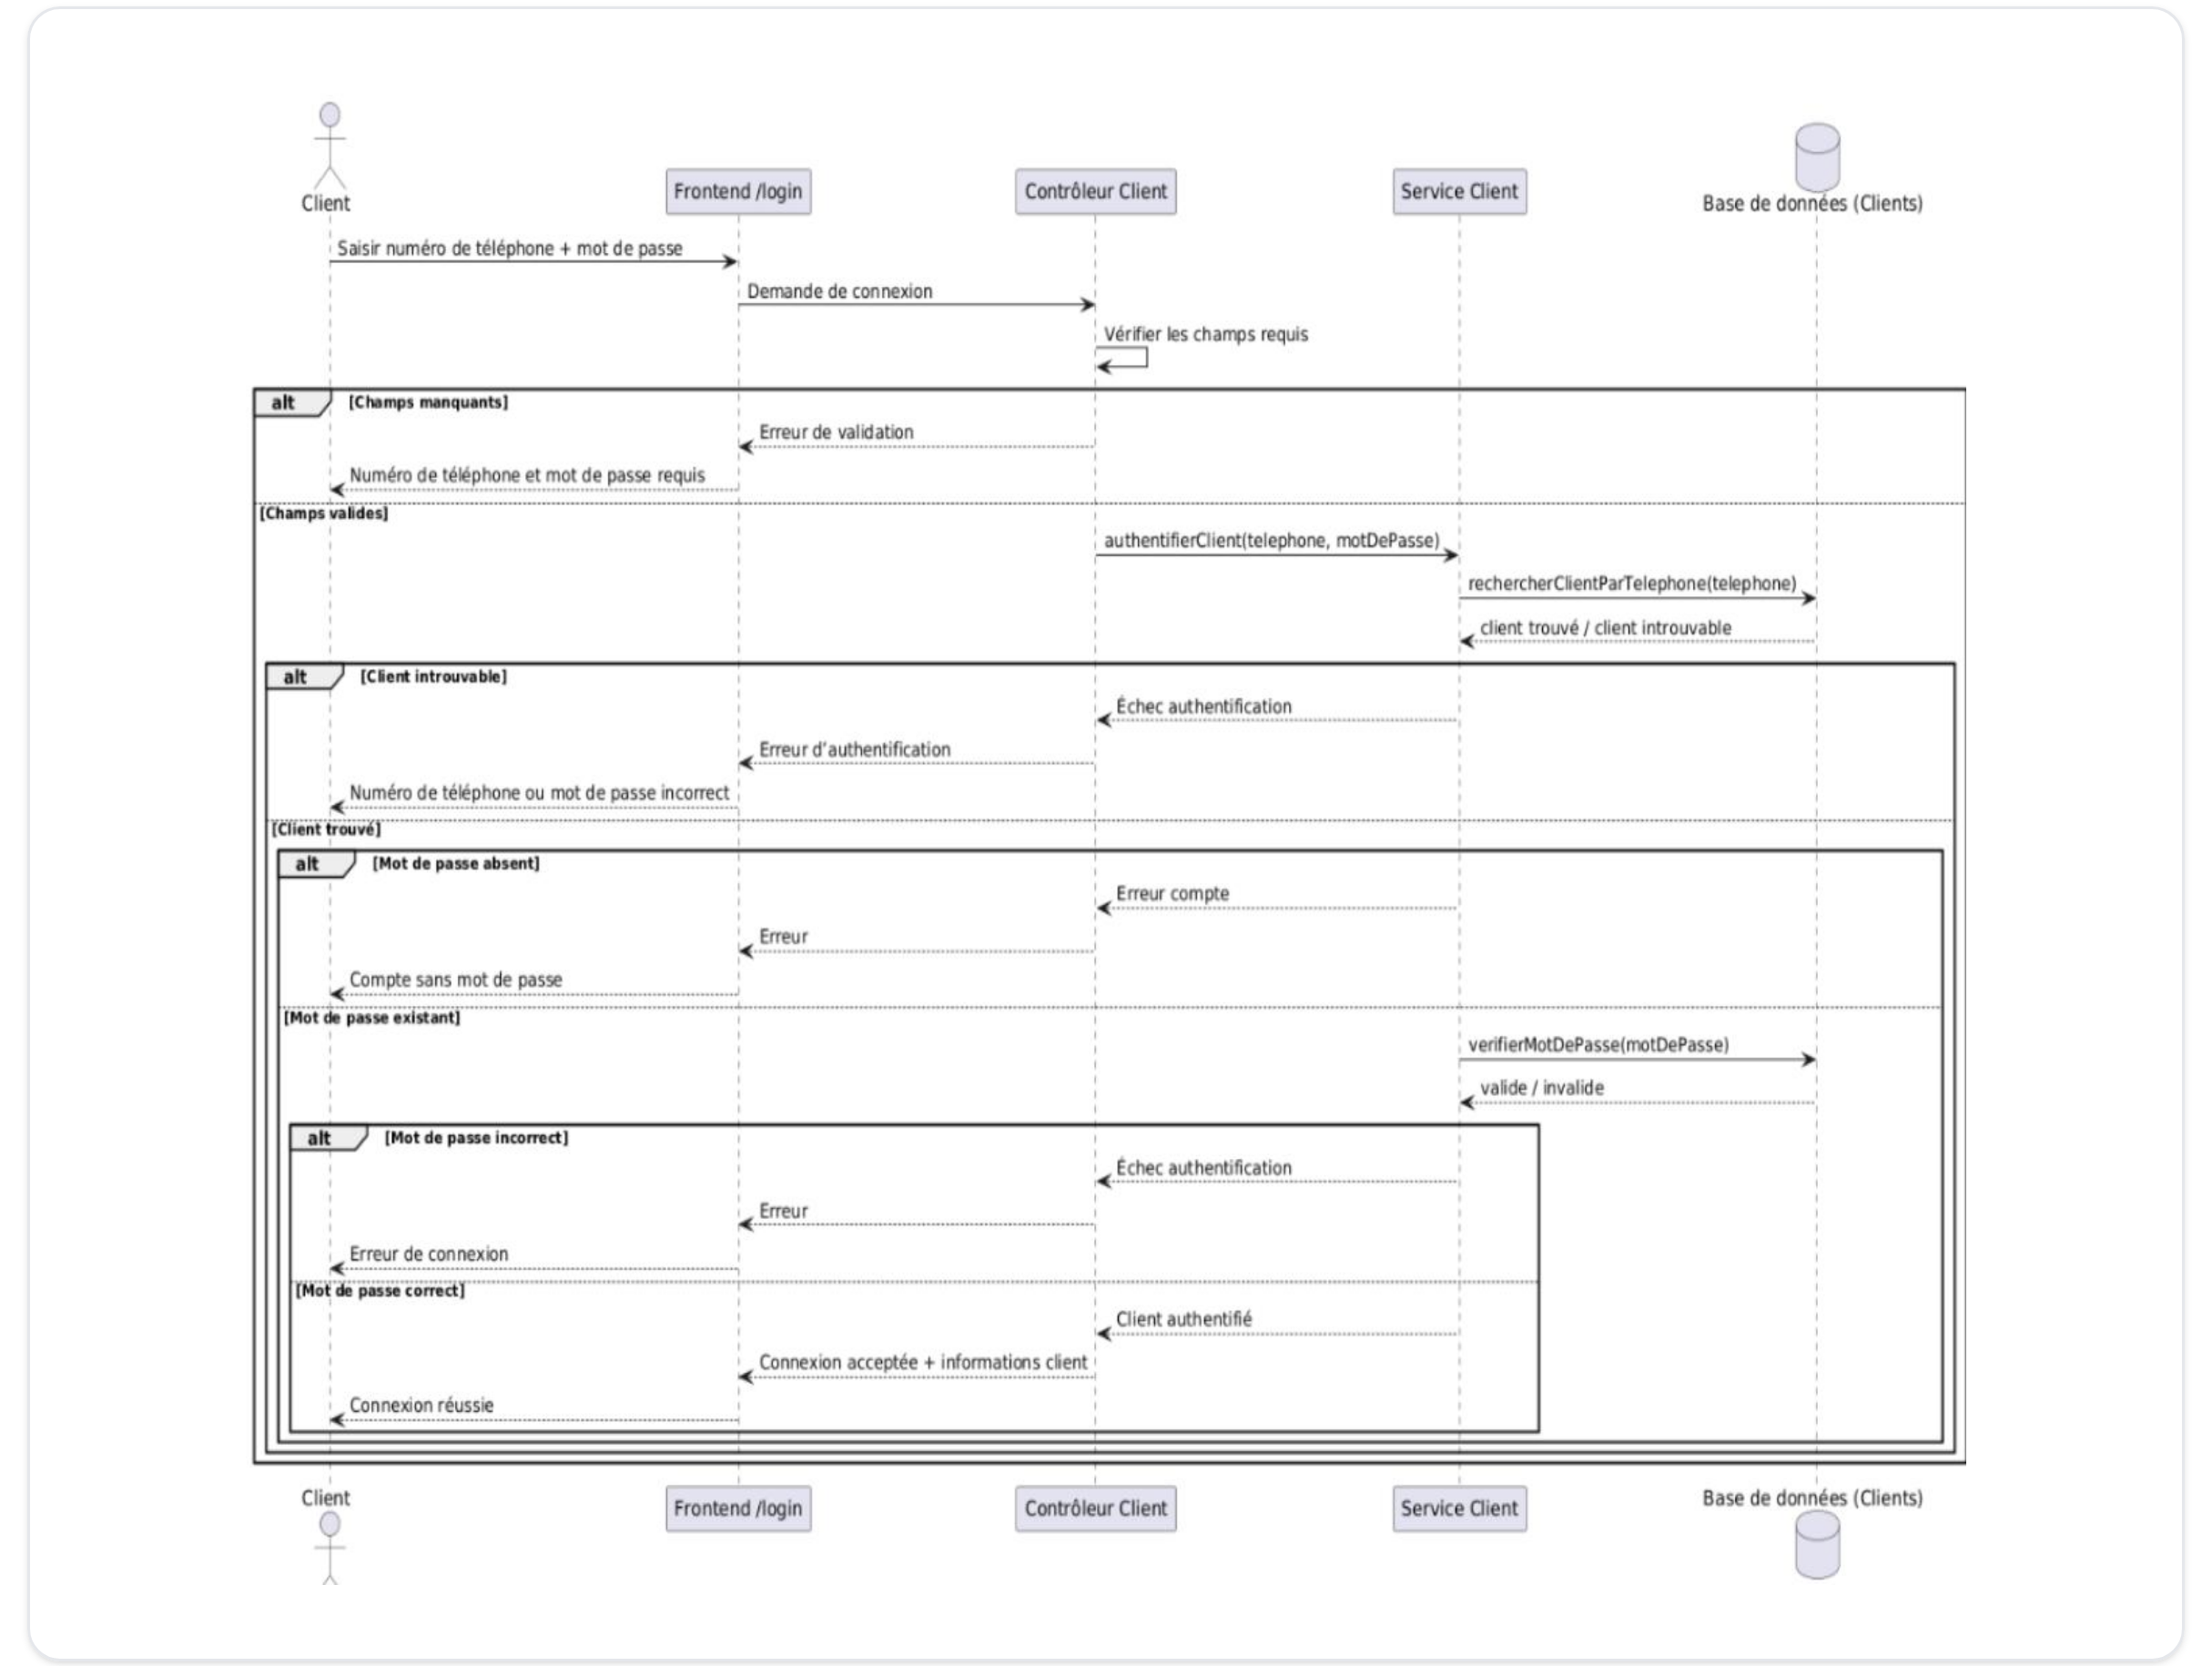 Client
Frontend /login
Contrôleur Client
Service Client
Base de données (Clients)
Saisir numéro de téléphone + mot de passe
Demande de connexion
Vérifier les champs requis
alt [Champs manquants]
Erreur de validation
Numéro de téléphone et mot de passe requis
[Champs valides]
authentifierClient(telephone, motDePasse)
rechercherClientParTelephone(telephone)
client trouvé / client introuvable
alt [Client introuvable]
Échec authentification
Erreur d'authentification
Numéro de téléphone ou mot de passe incorrect
[Client trouvé]
alt [Mot de passe absent]
Erreur compte
Erreur
Compte sans mot de passe
[Mot de passe existant]
verifierMotDePasse(motDePasse)
valide / invalide
alt [Mot de passe incorrect]
Échec authentification
Erreur
Erreur de connexion
[Mot de passe correct]
Client authentifié
Connexion acceptée + informations client
Connexion réussie
Client
Frontend /login
Contrôleur Client
Service Client
Base de données (Clients)